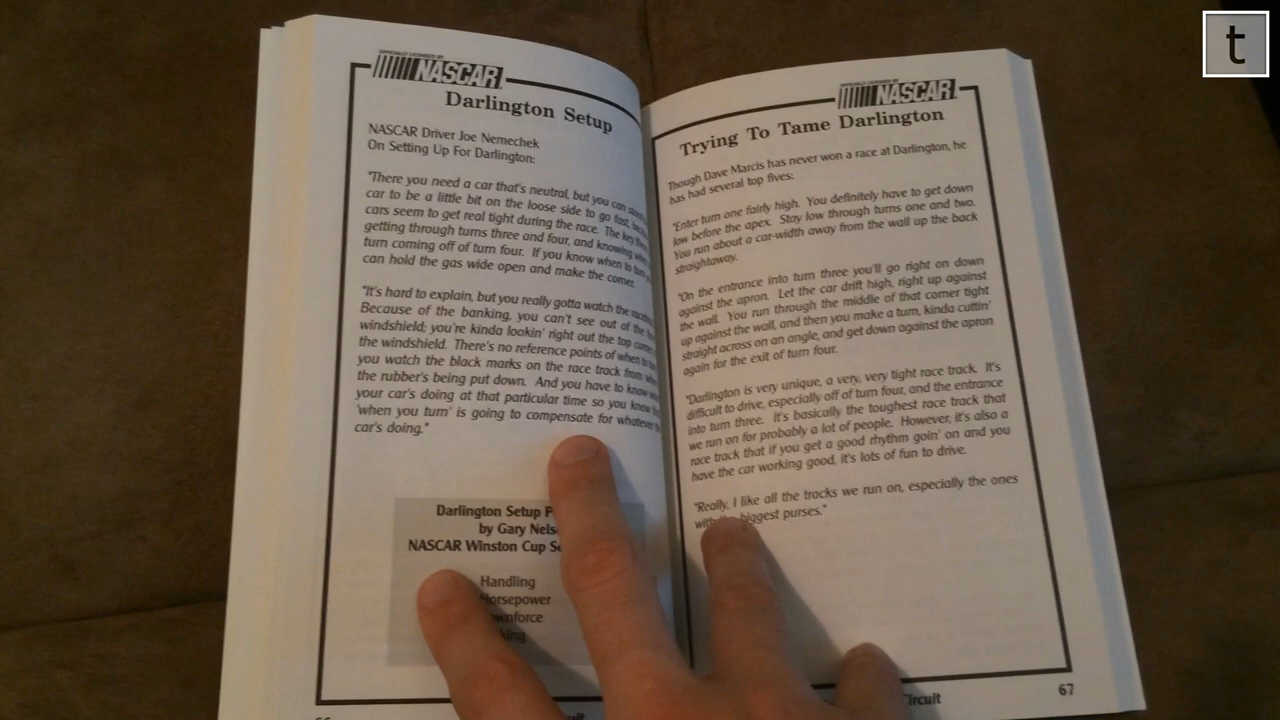 t
OFFICIALLY LICENSED BY
NASCAR
Darlington Setup
NASCAR Driver Joe Nemechek
On Setting Up For Darlington:
"There you need a car that's neutral, but you can
car to be a little bit on the loose side to go fast,
cars seem to get real tight during the race. The key
getting through turns three and four, and knowing
turn coming off of turn four. If you know when to
can hold the gas wide open and make the corner.
"It's hard to explain, but you really gotta watch the
Because of the banking, you can't see out of the
windshield; you're kinda lookin' right out the top
the windshield. There's no reference points of when to
you watch the black marks on the race track from
the rubber's being put down. And you have to know
your car's doing at that particular time so you know
'when you turn' is going to compensate for whatever
car's doing."
Darlington Setup
by Gary
NASCAR Winston Cup
Handling
OFFICIALLY LICENSED BY
NASCAR
Trying To Tame Darlington
Though Dave Marcis has never won a race at Darlington, he
has had several top fives:
"Enter turn one fairly high. You definitely have to get down
low before the apex. Stay low through turns one and two.
You run about a car-width away from the wall up the back
straightaway.
"On the entrance into turn three you'll go right on down
against the apron. Let the car drift high, right up against
the wall. You run through the middle of that corner tight
up against the wall, and then you make a turn, kinda cuttin'
straight across on an angle, and get down against the apron
again for the exit of turn four.
"Darlington is very unique, a very, very tight race track. It's
difficult to drive, especially off of turn four, and the entrance
into turn three. It's basically the toughest race track that
we run on for probably a lot of people. However, it's also a
race track that if you get a good rhythm goin' on and you
have the car working good, it's lots of fun to drive.
"Really, I like all the tracks we run on, especially the ones
biggest purses."
67